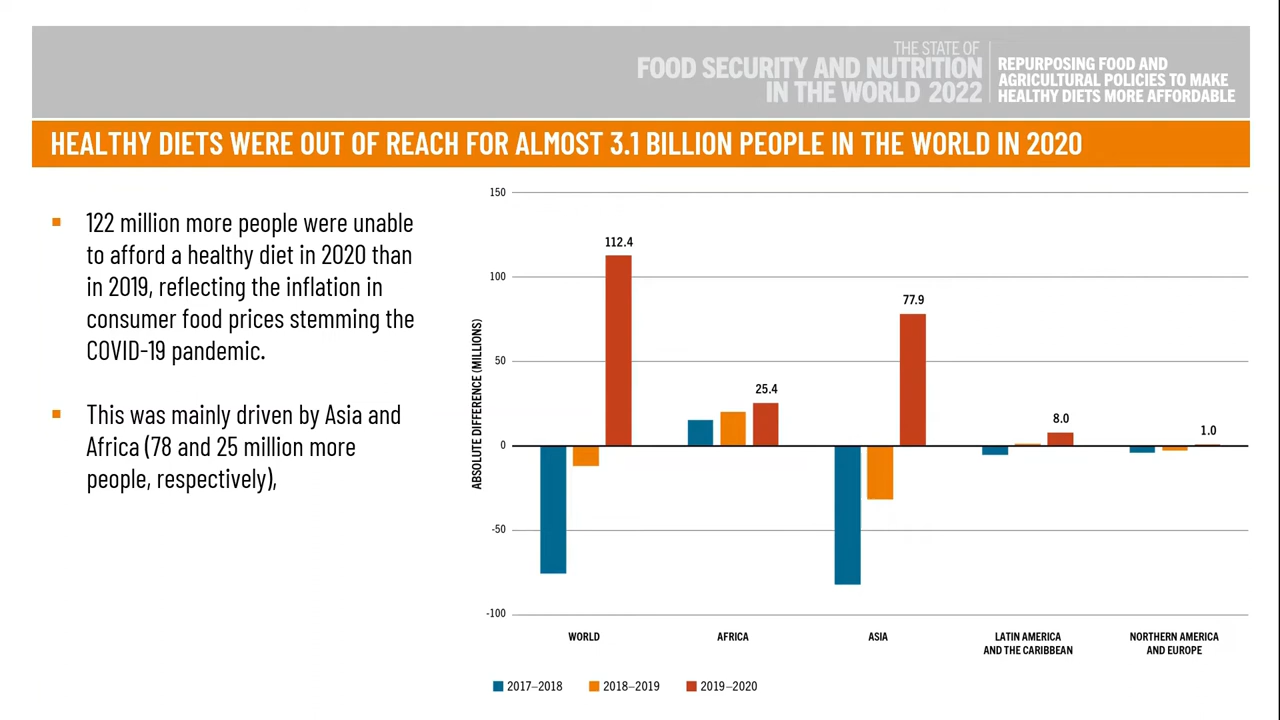 THE STATE OF
FOOD SECURITY AND NUTRITION
IN THE WORLD 2022
REPURPOSING FOOD AND
AGRICULTURAL POLICIES TO MAKE
HEALTHY DIETS MORE AFFORDABLE
HEALTHY DIETS WERE OUT OF REACH FOR ALMOST 3.1 BILLION PEOPLE IN THE WORLD IN 2020
122 million more people were unable
to afford a healthy diet in 2020 than
in 2019, reflecting the inflation in
consumer food prices stemming the
COVID-19 pandemic.
This was mainly driven by Asia and
Africa (78 and 25 million more
people, respectively),
ABSOLUTE DIFFERENCE (MILLIONS)
150
100
50
0
-50
-100
112.4
25.4
77.9
8.0
1.0
WORLD
AFRICA
ASIA
LATIN AMERICA
AND THE CARIBBEAN
NORTHERN AMERICA
AND EUROPE
2017–2018
2018–2019
2019–2020